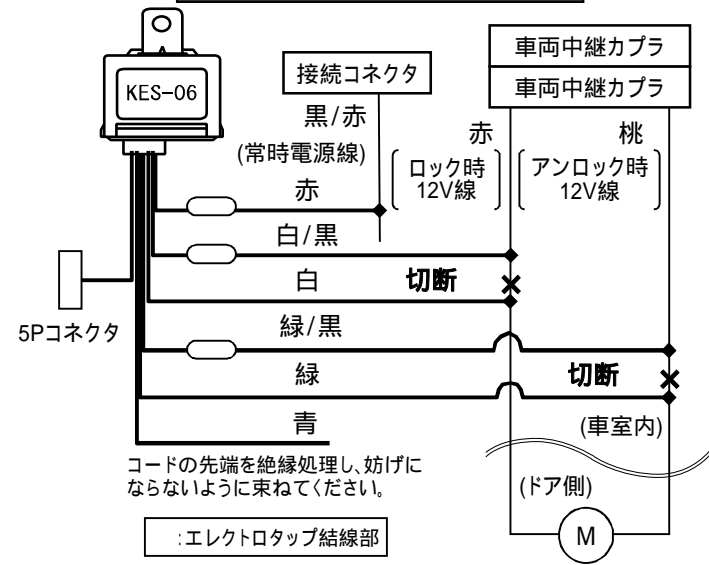 車両中継カプラ
車両中継カプラ
接続コネクタ
KES-06
黒/赤
(常時電源線)
赤
ロック時
12V線
桃
アンロック時
12V線
赤
白/黒
白
切断
5Pコネクタ
緑/黒
緑
切断
青
(車室内)
コードの先端を絶縁処理し、妨げに
ならないように束ねてください。
(ドア側)
:エレクトロタップ結線部
M